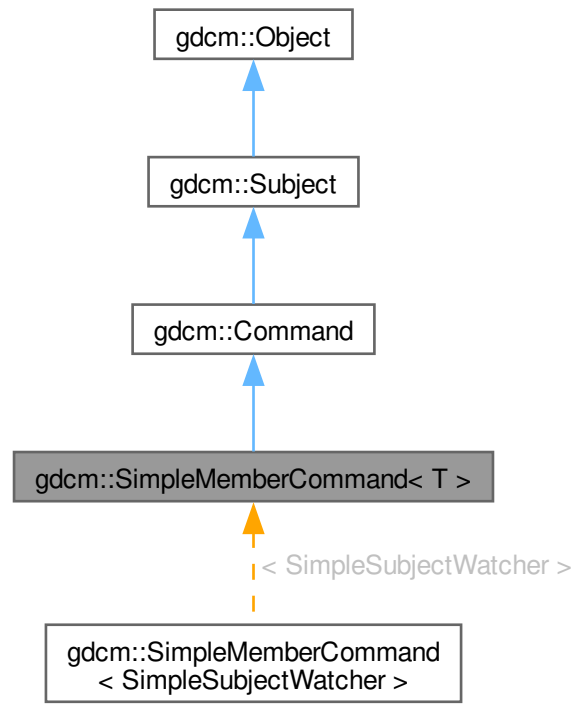 gdcm::Object
gdcm::Subject
gdcm::Command
gdcm::SimpleMemberCommand< T >
< SimpleSubjectWatcher >
gdcm::SimpleMemberCommand
< SimpleSubjectWatcher >